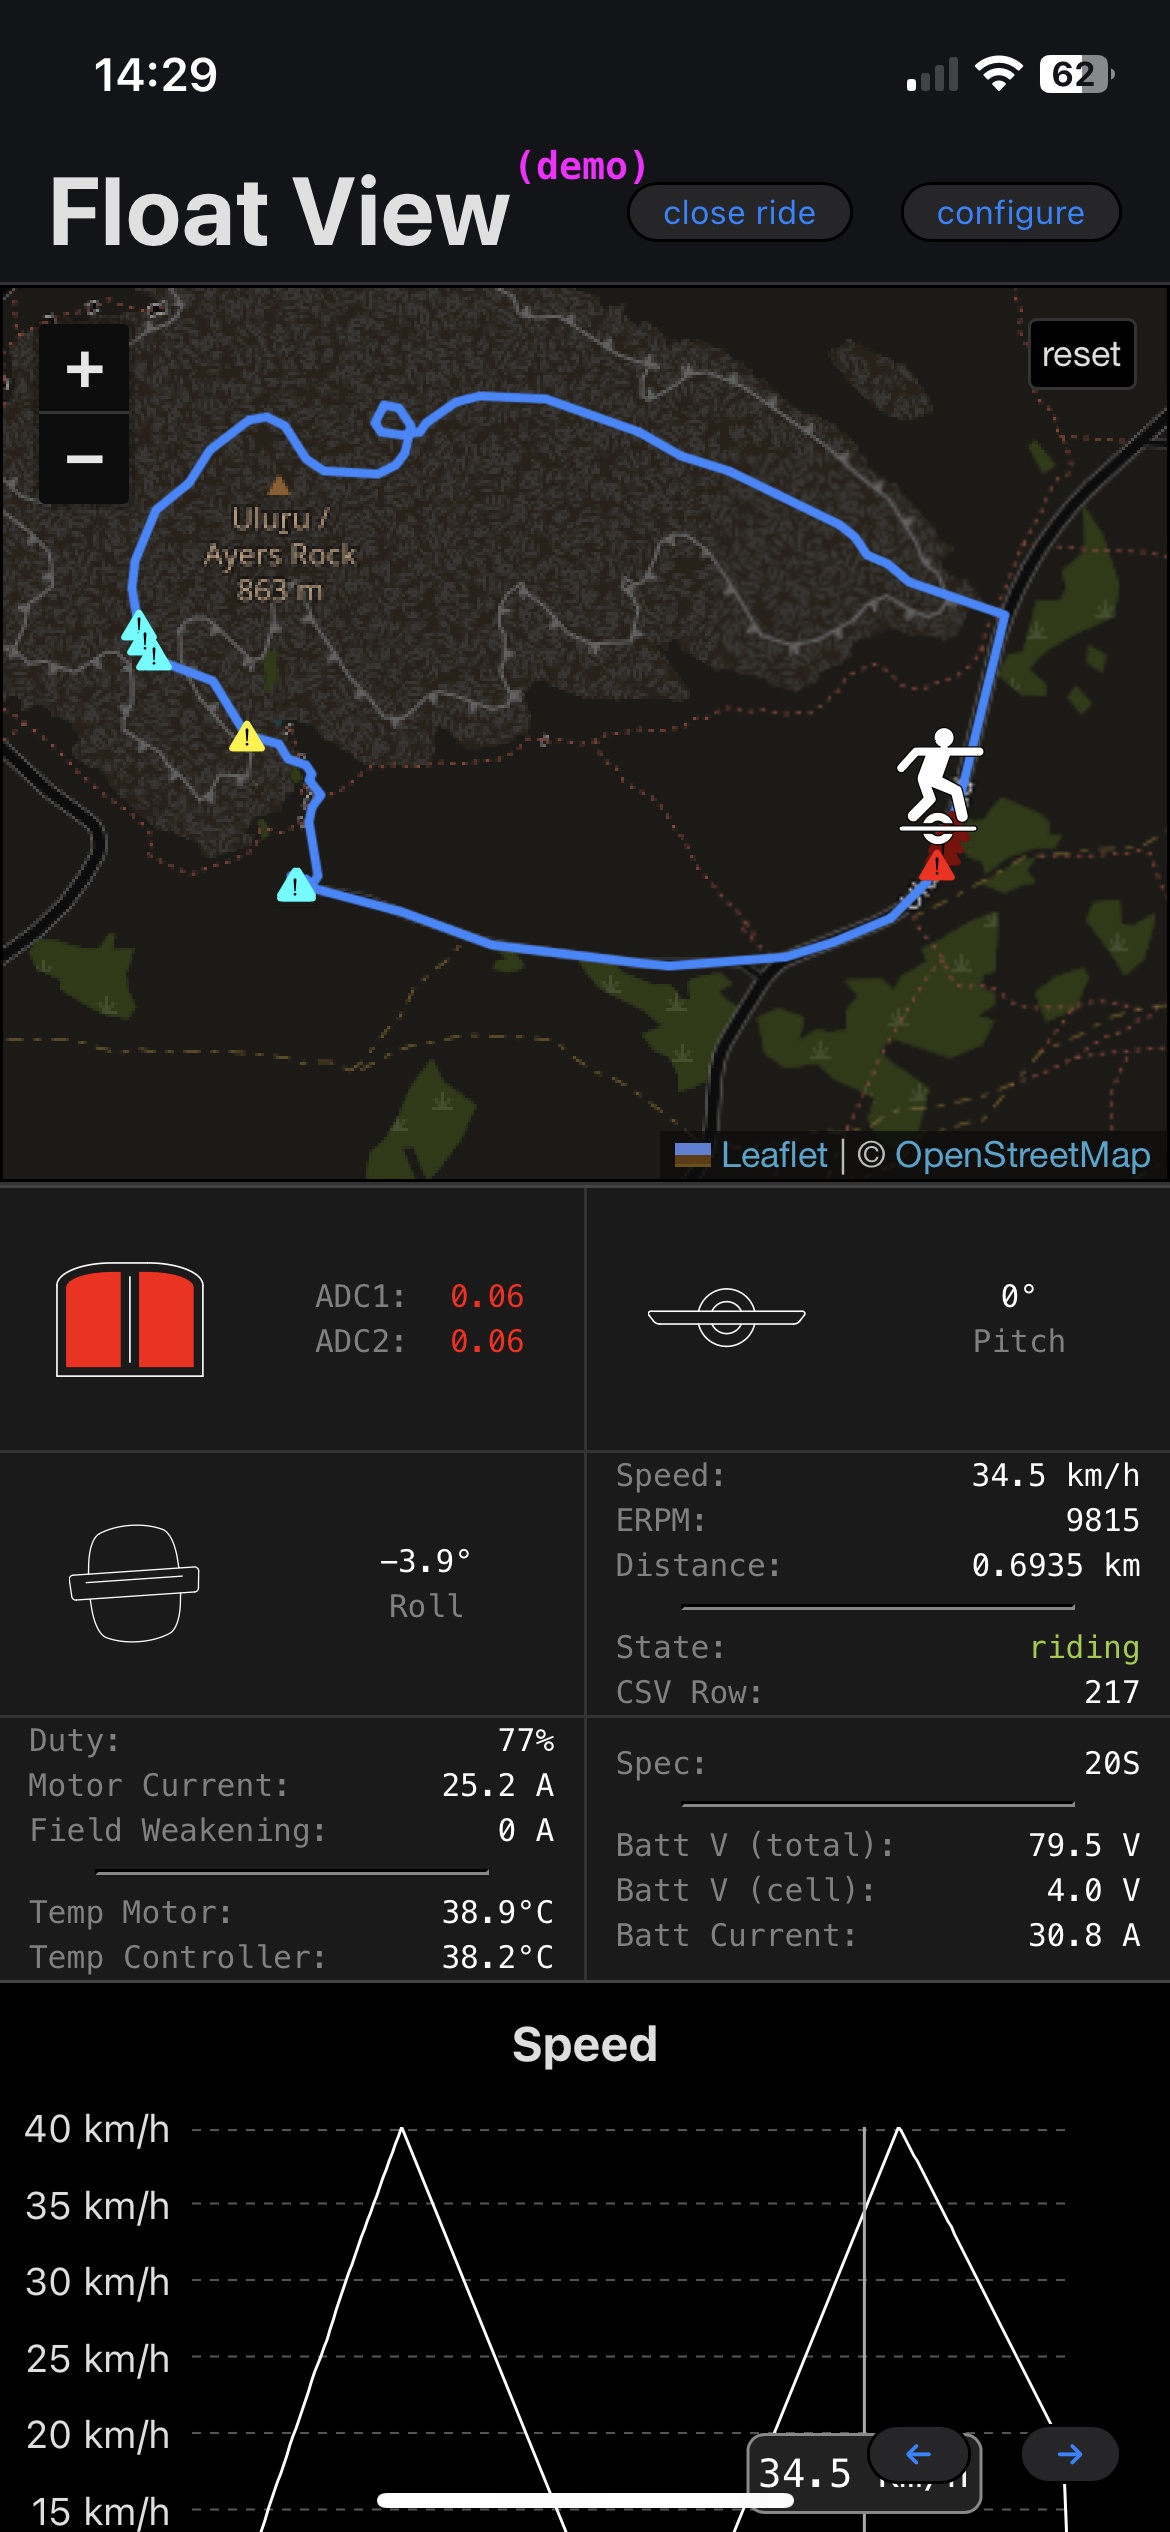 14:29
62
(demo)
Float View
close ride
configure
+
−
reset
Uluṟu /
Ayers Rock
863 m
Leaflet | © OpenStreetMap
ADC1: 0.06
ADC2: 0.06
0°
Pitch
−3.9°
Roll
Speed: 34.5 km/h
ERPM: 9815
Distance: 0.6935 km
State: riding
CSV Row: 217
Duty: 77%
Motor Current: 25.2 A
Field Weakening: 0 A
Temp Motor: 38.9°C
Temp Controller: 38.2°C
Spec: 20S
Batt V (total): 79.5 V
Batt V (cell): 4.0 V
Batt Current: 30.8 A
Speed
40 km/h
35 km/h
30 km/h
25 km/h
20 km/h
15 km/h
34.5 km/h
← →